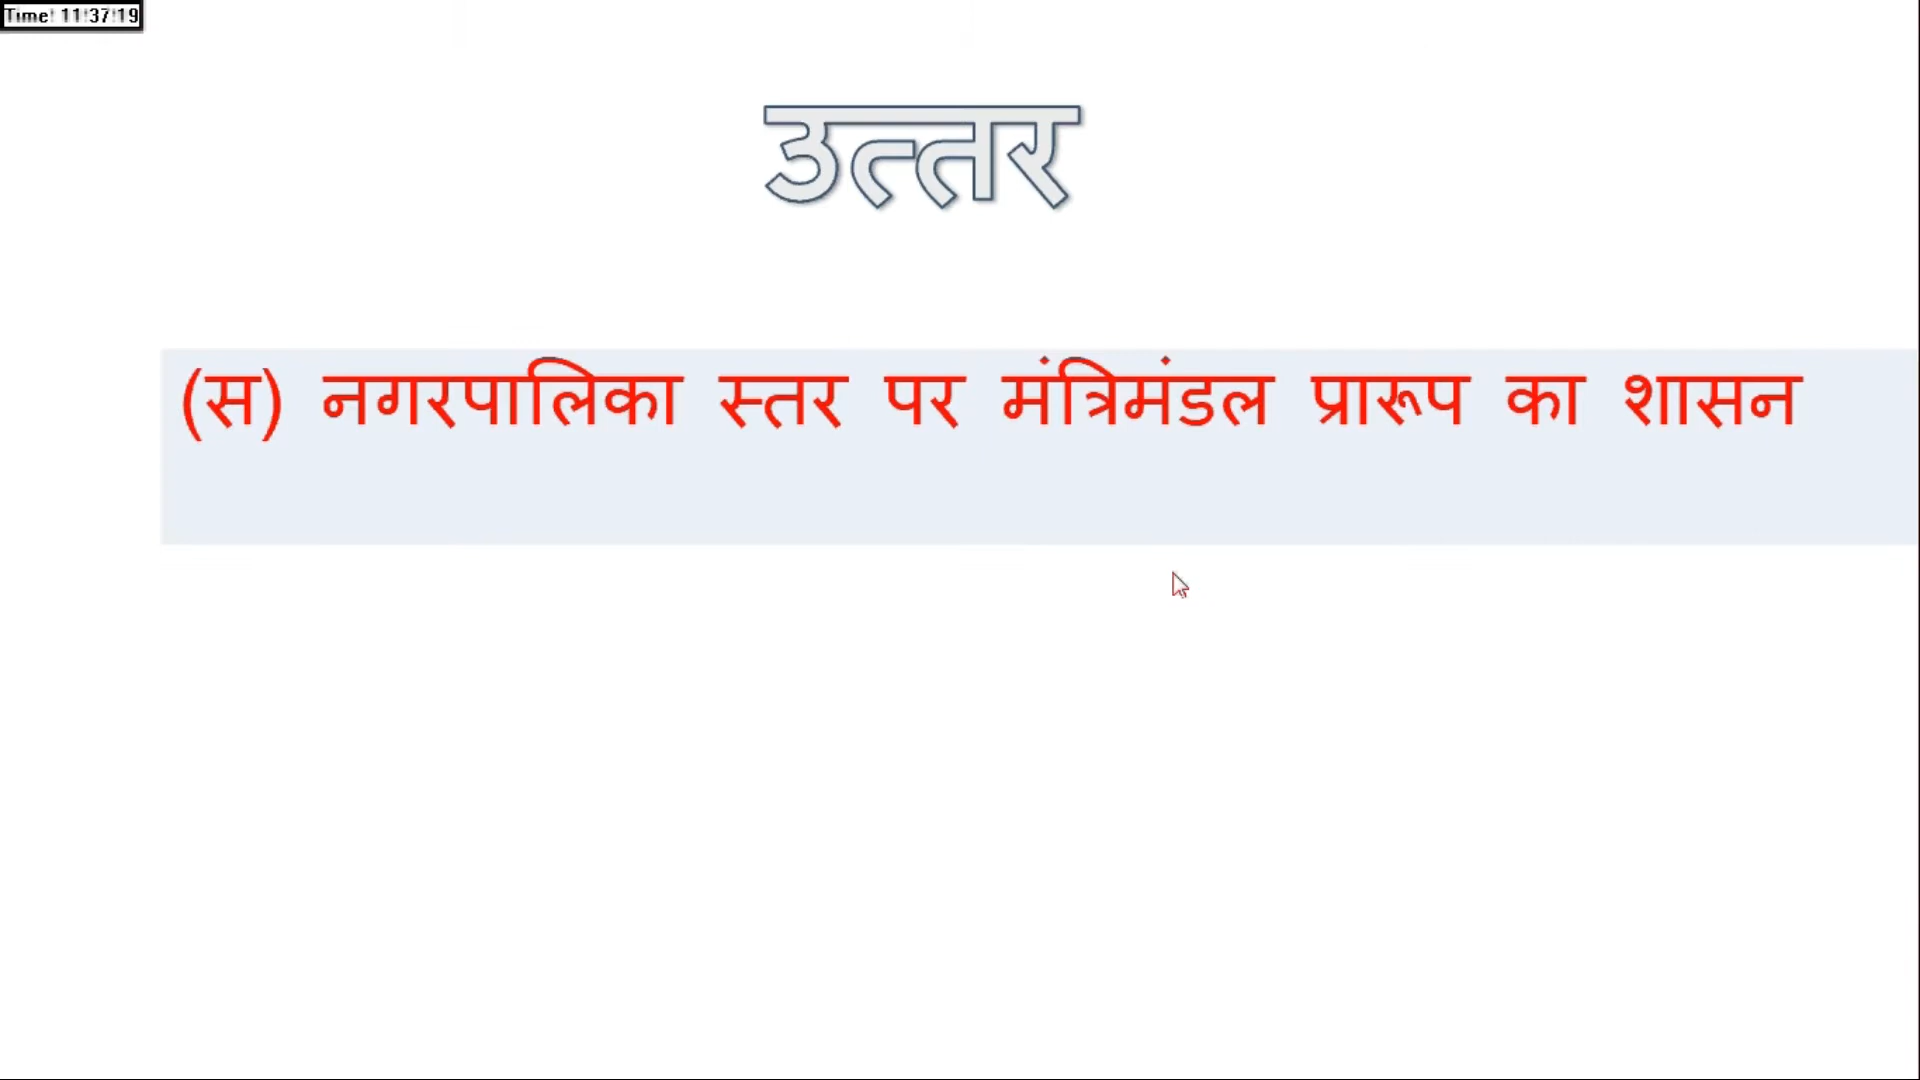 Time: 11:37:19
उत्तर
(स) नगरपालिका स्तर पर मंत्रिमंडल प्रारूप का शासन